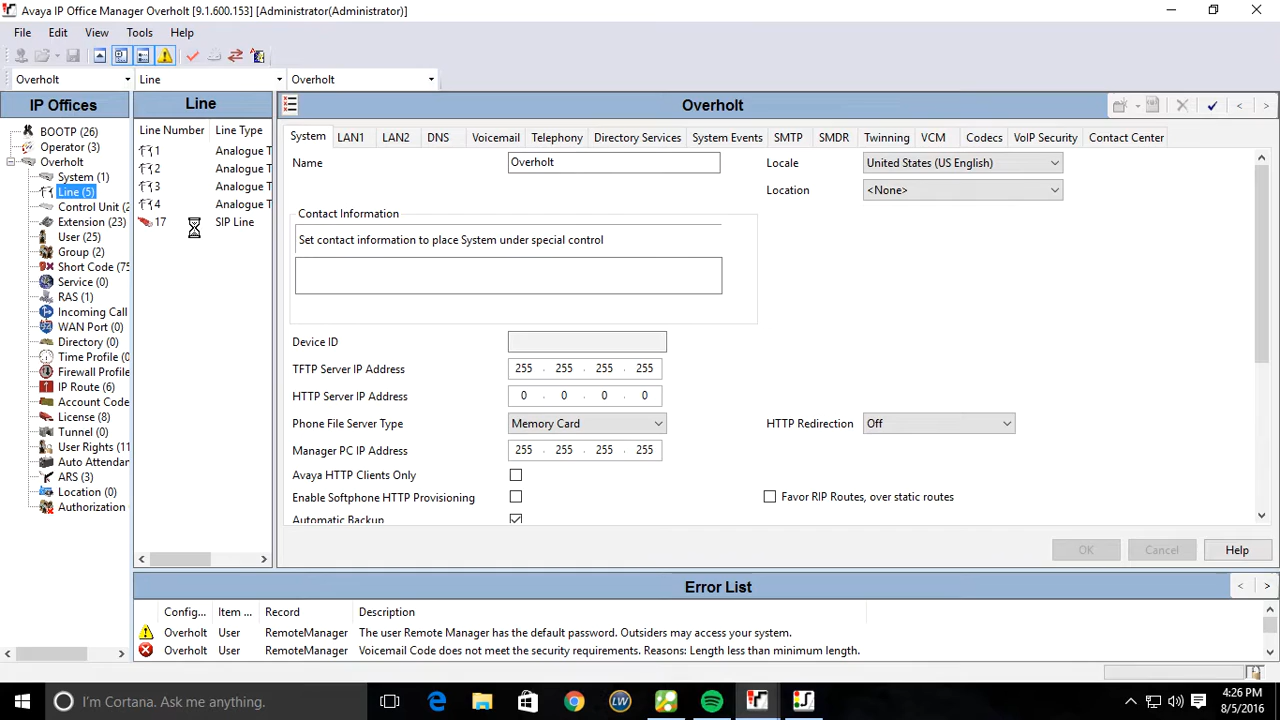 Avaya IP Office Manager Overholt [9.1.600.153] [Administrator(Administrator)]
File Edit View Tools Help
Overholt Line Overholt
IP Offices
BOOTP (26)
Operator (3)
Overholt
System (1)
Line (5)
Control Unit (2
Extension (23)
User (25)
Group (2)
Short Code (75
Service (0)
RAS (1)
Incoming Call
WAN Port (0)
Directory (0)
Time Profile (0
Firewall Profile
IP Route (6)
Account Code
License (8)
Tunnel (0)
User Rights (11
Auto Attendan
ARS (3)
Location (0)
Authorization
Line
Line Number Line Type
1 Analogue T
2 Analogue T
3 Analogue T
4 Analogue T
17 SIP Line
Overholt
System LAN1 LAN2 DNS Voicemail Telephony Directory Services System Events SMTP SMDR Twinning VCM Codecs VoIP Security Contact Center
Name Overholt Locale United States (US English)
Location <None>
Contact Information
Set contact information to place System under special control
Device ID
TFTP Server IP Address 255 . 255 . 255 . 255
HTTP Server IP Address 0 . 0 . 0 . 0
Phone File Server Type Memory Card HTTP Redirection Off
Manager PC IP Address 255 . 255 . 255 . 255
Avaya HTTP Clients Only
Enable Softphone HTTP Provisioning Favor RIP Routes, over static routes
Automatic Backup
OK Cancel Help
Error List
Config... Item ... Record Description
Overholt User RemoteManager The user Remote Manager has the default password. Outsiders may access your system.
Overholt User RemoteManager Voicemail Code does not meet the security requirements. Reasons: Length less than minimum length.
I'm Cortana. Ask me anything.
LW
4:26 PM
8/5/2016